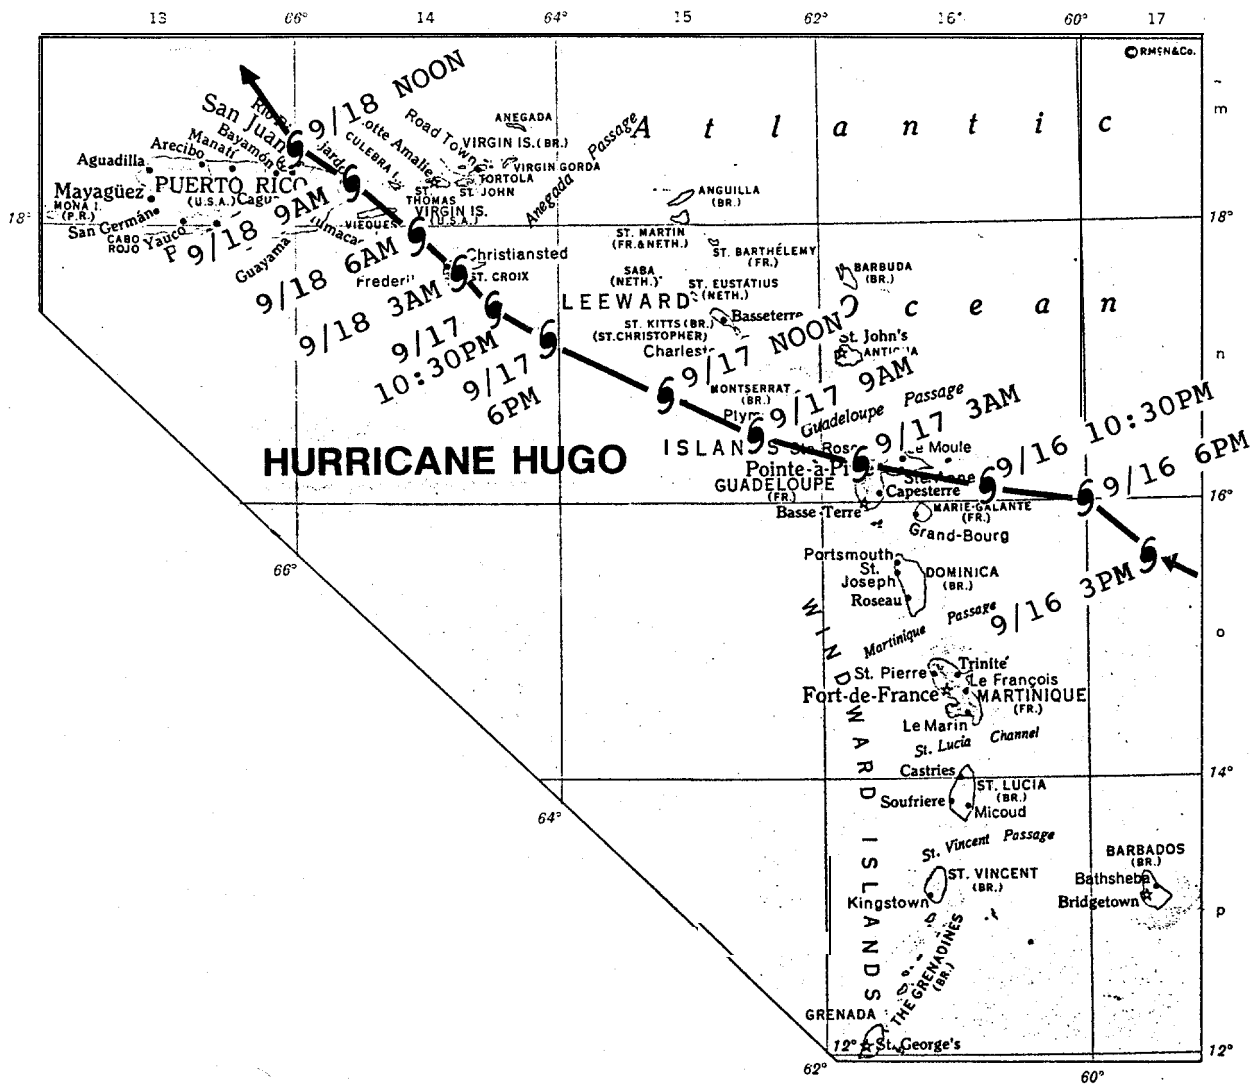 13 66° 14 64° 15 62° 16° 60° 17
©RMCN&Co.
m
9/18 NOON
San Juan
Road Town
ANEGADA
Passage
Atlantic
Arecibo
Manatí
Bayamón
CULEBRA I.
VIRGIN IS.(BR.)
Aguadilla
VIRGIN GORDA
TORTOLA
ST. JOHN
Mayagüez
PUERTO RICO
(U.S.A.)
ST. THOMAS
Anegada
ANGUILLA
(BR.)
MONA I.
(P.R.)
9/18 9AM
VIRGIN IS.
(U.S.A.)
18°
San Germán
VIEQUES
18°
CABO ROJO
Yauco
ST. MARTIN
(FR.&NETH.)
Guayama
9/18 6AM
Christiansted
ST. BARTHÉLEMY
(FR.)
ST. CROIX
SABA
(NETH.)
BARBUDA
(BR.)
9/18 3AM
LEEWARD
ST. EUSTATIUS
(NETH.)
Ocean
9/17
10:30PM
ST. KITTS (BR.)
(ST.CHRISTOPHER)
Basseterre
9/17
6PM
9/17 NOON
St. John's
ANTIGUA
n
MONTSERRAT
(BR.)
9/17 9AM
Guadeloupe Passage
9/17 3AM
9/16 10:30PM
HURRICANE HUGO
ISLANDS
Le Moule
9/16 6PM
GUADELOUPE
(FR.)
Capesterre
16°
Basse-Terre
MARIE-GALANTE
(FR.)
Grand-Bourg
66°
Portsmouth
St. Joseph
DOMINICA
(BR.)
Roseau
9/16 3PM
WINDWARD ISLANDS
Martinique Passage
o
St. Pierre
Trinité
Le François
Fort-de-France
MARTINIQUE
(FR.)
Le Marin
St. Lucia Channel
Castries
14°
ST. LUCIA
(BR.)
Soufriere
Micoud
64°
St. Vincent Passage
BARBADOS
(BR.)
ST. VINCENT
(BR.)
Bathsheba
Kingstown
Bridgetown
p
THE GRENADINES
(BR.)
GRENADA
12°
St. George's
12°
62°
60°